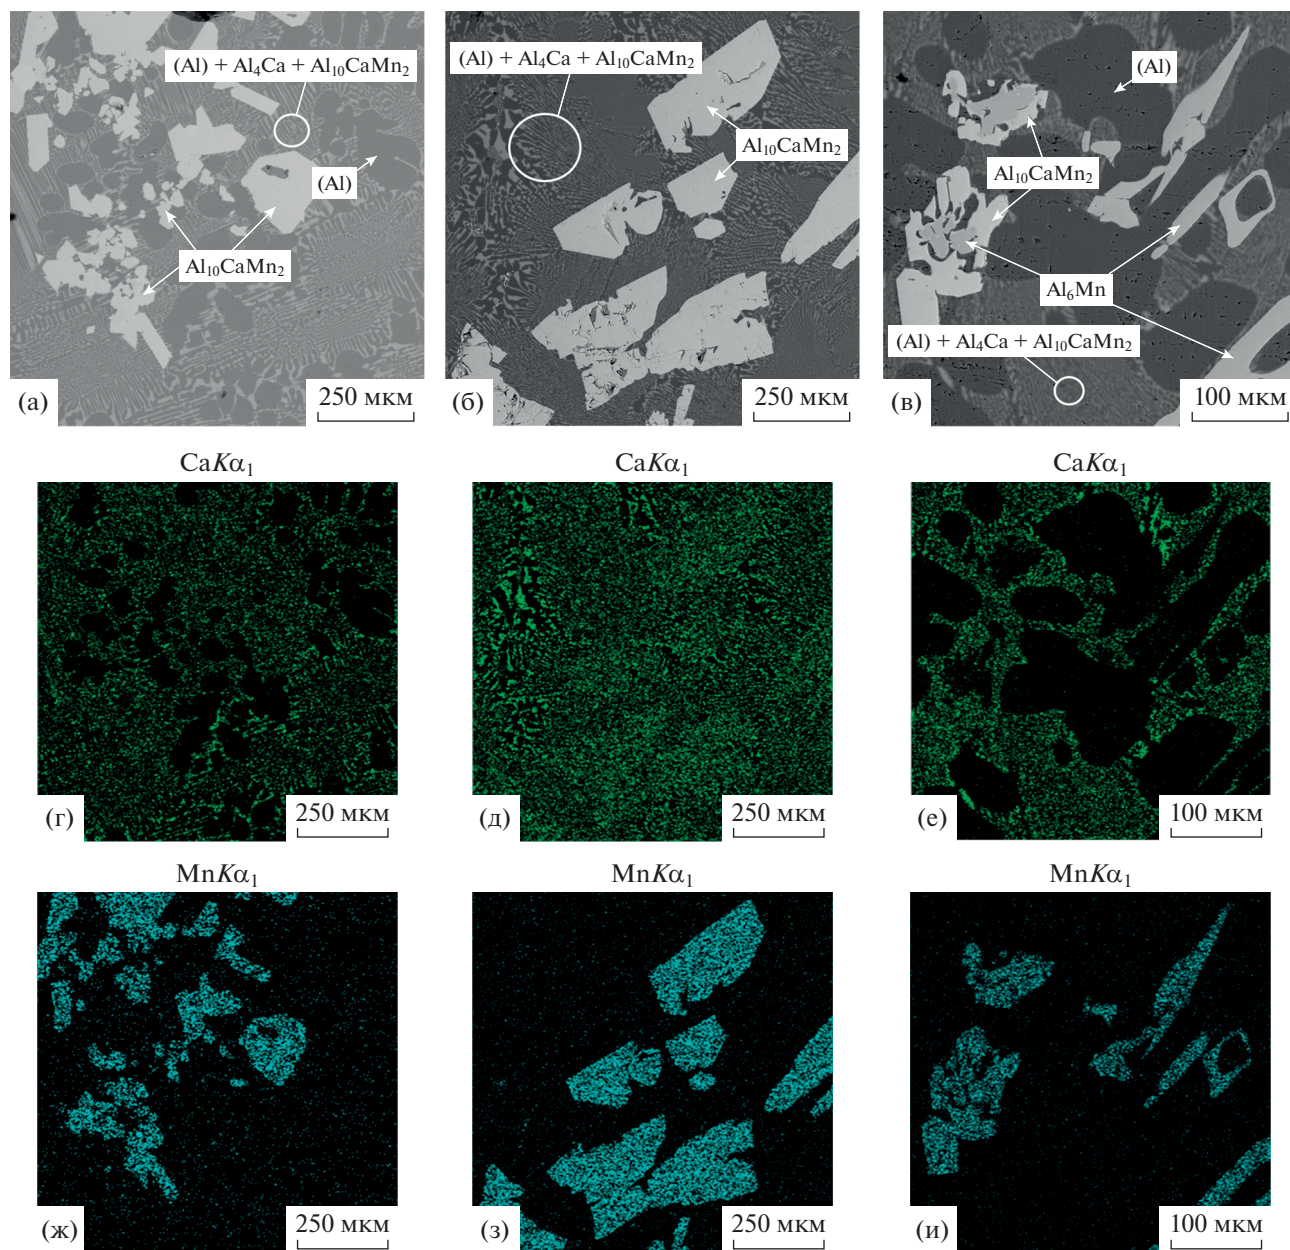 (Al) + Al₄Ca + Al₁₀CaMn₂
(Al)
Al₁₀CaMn₂
(а)
250 мкм
(Al) + Al₄Ca + Al₁₀CaMn₂
Al₁₀CaMn₂
(б)
250 мкм
(Al)
Al₁₀CaMn₂
Al₆Mn
(Al) + Al₄Ca + Al₁₀CaMn₂
(в)
100 мкм
CaKα₁
(г)
250 мкм
CaKα₁
(д)
250 мкм
CaKα₁
(е)
100 мкм
MnKα₁
(ж)
250 мкм
MnKα₁
(з)
250 мкм
MnKα₁
(и)
100 мкм